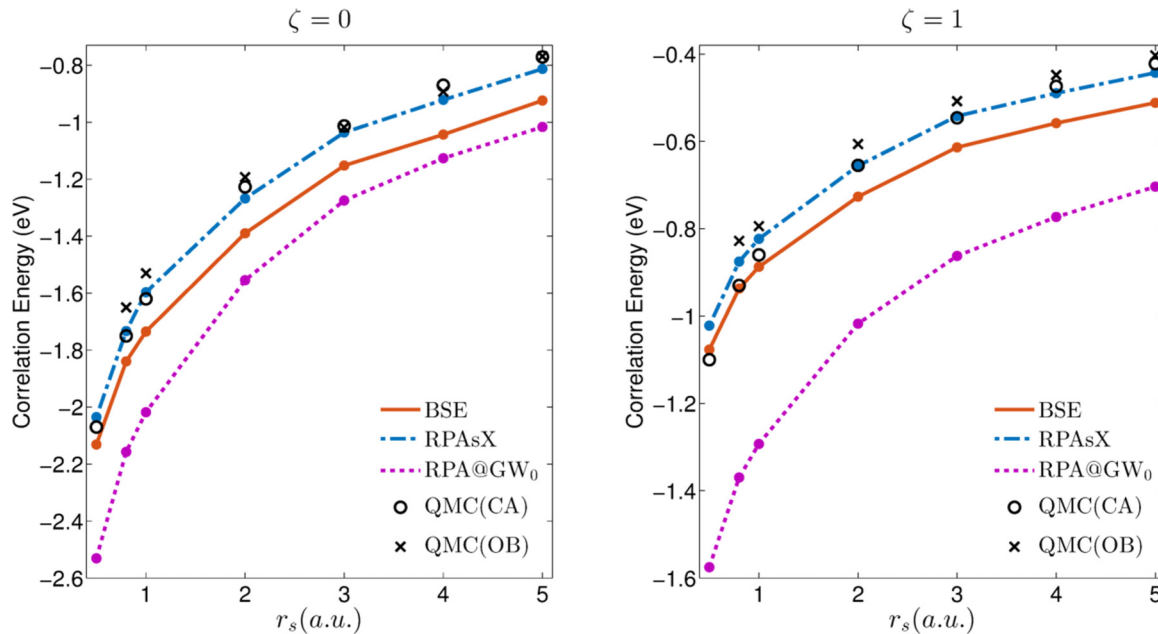 ζ = 0
Correlation Energy (eV)
−0.8
−1
−1.2
−1.4
−1.6
−1.8
−2
−2.2
−2.4
−2.6
1
2
3
4
5
r_s(a.u.)
BSE
RPAsX
RPA@GW₀
QMC(CA)
QMC(OB)
ζ = 1
Correlation Energy (eV)
−0.4
−0.6
−0.8
−1
−1.2
−1.4
−1.6
1
2
3
4
5
r_s(a.u.)
BSE
RPAsX
RPA@GW₀
QMC(CA)
QMC(OB)